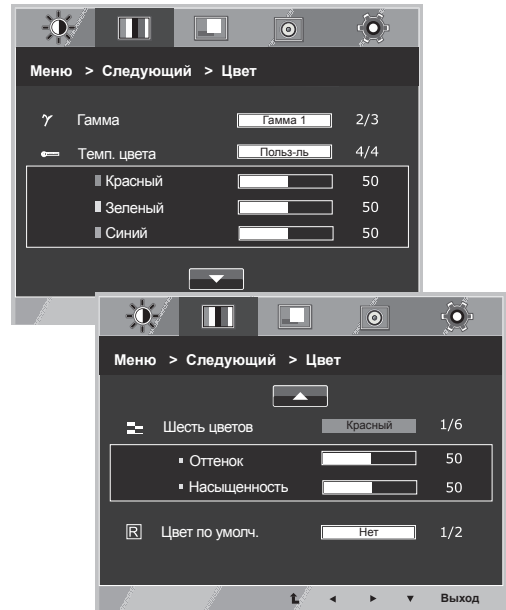 Меню > Следующий > Цвет
γ Гамма Гамма 1 2/3
Темп. цвета Польз-ль 4/4
Красный 50
Зеленый 50
Синий 50
Меню > Следующий > Цвет
Шесть цветов Красный 1/6
Оттенок 50
Насыщенность 50
R Цвет по умолч. Нет 1/2
Выход